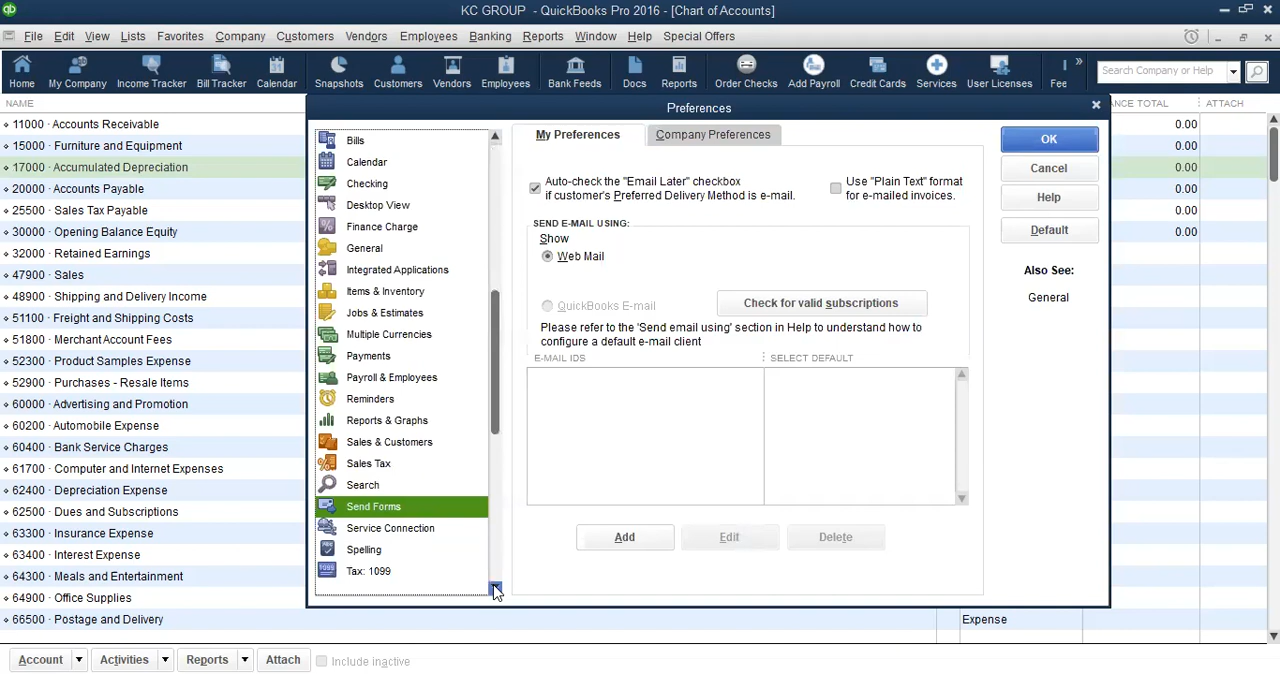 qb
KC GROUP - QuickBooks Pro 2016 - [Chart of Accounts]
File Edit View Lists Favorites Company Customers Vendors Employees Banking Reports Window Help Special Offers
Home My Company Income Tracker Bill Tracker Calendar Snapshots Customers Vendors Employees Bank Feeds Docs Reports Order Checks Add Payroll Credit Cards Services User Licenses Fee » Search Company or Help
NAME
ANCE TOTAL
ATTACH
11000 · Accounts Receivable
15000 · Furniture and Equipment
17000 · Accumulated Depreciation
20000 · Accounts Payable
25500 · Sales Tax Payable
30000 · Opening Balance Equity
32000 · Retained Earnings
47900 · Sales
48900 · Shipping and Delivery Income
51100 · Freight and Shipping Costs
51800 · Merchant Account Fees
52300 · Product Samples Expense
52900 · Purchases - Resale Items
60000 · Advertising and Promotion
60200 · Automobile Expense
60400 · Bank Service Charges
61700 · Computer and Internet Expenses
62400 · Depreciation Expense
62500 · Dues and Subscriptions
63300 · Insurance Expense
63400 · Interest Expense
64300 · Meals and Entertainment
64900 · Office Supplies
66500 · Postage and Delivery
Expense
0.00
0.00
0.00
0.00
0.00
0.00
Preferences
Bills
Calendar
Checking
Desktop View
Finance Charge
General
Integrated Applications
Items & Inventory
Jobs & Estimates
Multiple Currencies
Payments
Payroll & Employees
Reminders
Reports & Graphs
Sales & Customers
Sales Tax
Search
Send Forms
Service Connection
Spelling
Tax: 1099
My Preferences
Company Preferences
Auto-check the "Email Later" checkbox
if customer's Preferred Delivery Method is e-mail.
Use "Plain Text" format
for e-mailed invoices.
SEND E-MAIL USING:
Show
Web Mail
QuickBooks E-mail
Check for valid subscriptions
Please refer to the 'Send email using' section in Help to understand how to
configure a default e-mail client
E-MAIL IDS
SELECT DEFAULT
Add
Edit
Delete
OK
Cancel
Help
Default
Also See:
General
Account
Activities
Reports
Attach
Include inactive